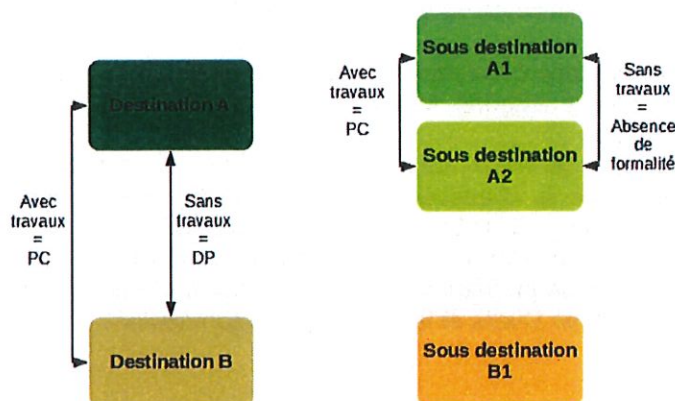 Destination A
Avec
travaux
=
PC
Sans
travaux
=
DP
Destination B
Sous destination
A1
Avec
travaux
=
PC
Sans
travaux
=
Absence
de
formalité
Sous destination
A2
Sous destination
B1